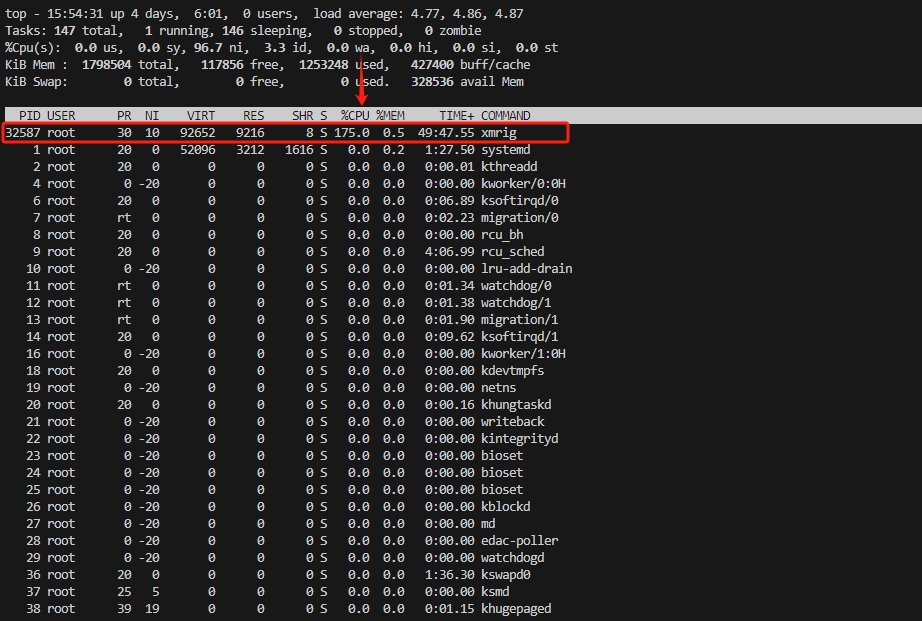 top - 15:54:31 up 4 days,  6:01,  0 users,  load average: 4.77, 4.86, 4.87
Tasks: 147 total,   1 running, 146 sleeping,   0 stopped,   0 zombie
%Cpu(s):  0.0 us,  0.0 sy, 96.7 ni,  3.3 id,  0.0 wa,  0.0 hi,  0.0 si,  0.0 st
KiB Mem :  1798504 total,   117856 free,  1253248 used,   427400 buff/cache
KiB Swap:        0 total,        0 free,        0 used.   328536 avail Mem
PID USER      PR  NI    VIRT    RES    SHR S  %CPU %MEM     TIME+ COMMAND
32587 root      30  10   92652   9216      8 S 175.0  0.5  49:47.55 xmrig
1 root      20   0   52096   3212   1616 S   0.0  0.2   1:27.50 systemd
2 root      20   0       0      0      0 S   0.0  0.0   0:00.01 kthreadd
4 root       0 -20       0      0      0 S   0.0  0.0   0:00.00 kworker/0:0H
6 root      20   0       0      0      0 S   0.0  0.0   0:06.89 ksoftirqd/0
7 root      rt   0       0      0      0 S   0.0  0.0   0:02.23 migration/0
8 root      20   0       0      0      0 S   0.0  0.0   0:00.00 rcu_bh
9 root      20   0       0      0      0 S   0.0  0.0   4:06.99 rcu_sched
10 root       0 -20       0      0      0 S   0.0  0.0   0:00.00 lru-add-drain
11 root      rt   0       0      0      0 S   0.0  0.0   0:01.34 watchdog/0
12 root      rt   0       0      0      0 S   0.0  0.0   0:01.38 watchdog/1
13 root      rt   0       0      0      0 S   0.0  0.0   0:01.90 migration/1
14 root      20   0       0      0      0 S   0.0  0.0   0:09.62 ksoftirqd/1
16 root       0 -20       0      0      0 S   0.0  0.0   0:00.00 kworker/1:0H
18 root      20   0       0      0      0 S   0.0  0.0   0:00.00 kdevtmpfs
19 root       0 -20       0      0      0 S   0.0  0.0   0:00.00 netns
20 root      20   0       0      0      0 S   0.0  0.0   0:00.16 khungtaskd
21 root       0 -20       0      0      0 S   0.0  0.0   0:00.00 writeback
22 root       0 -20       0      0      0 S   0.0  0.0   0:00.00 kintegrityd
23 root       0 -20       0      0      0 S   0.0  0.0   0:00.00 bioset
24 root       0 -20       0      0      0 S   0.0  0.0   0:00.00 bioset
25 root       0 -20       0      0      0 S   0.0  0.0   0:00.00 bioset
26 root       0 -20       0      0      0 S   0.0  0.0   0:00.00 kblockd
27 root       0 -20       0      0      0 S   0.0  0.0   0:00.00 md
28 root       0 -20       0      0      0 S   0.0  0.0   0:00.00 edac-poller
29 root       0 -20       0      0      0 S   0.0  0.0   0:00.00 watchdogd
36 root      20   0       0      0      0 S   0.0  0.0   1:36.30 kswapd0
37 root      25   5       0      0      0 S   0.0  0.0   0:00.00 ksmd
38 root      39  19       0      0      0 S   0.0  0.0   0:01.15 khugepaged